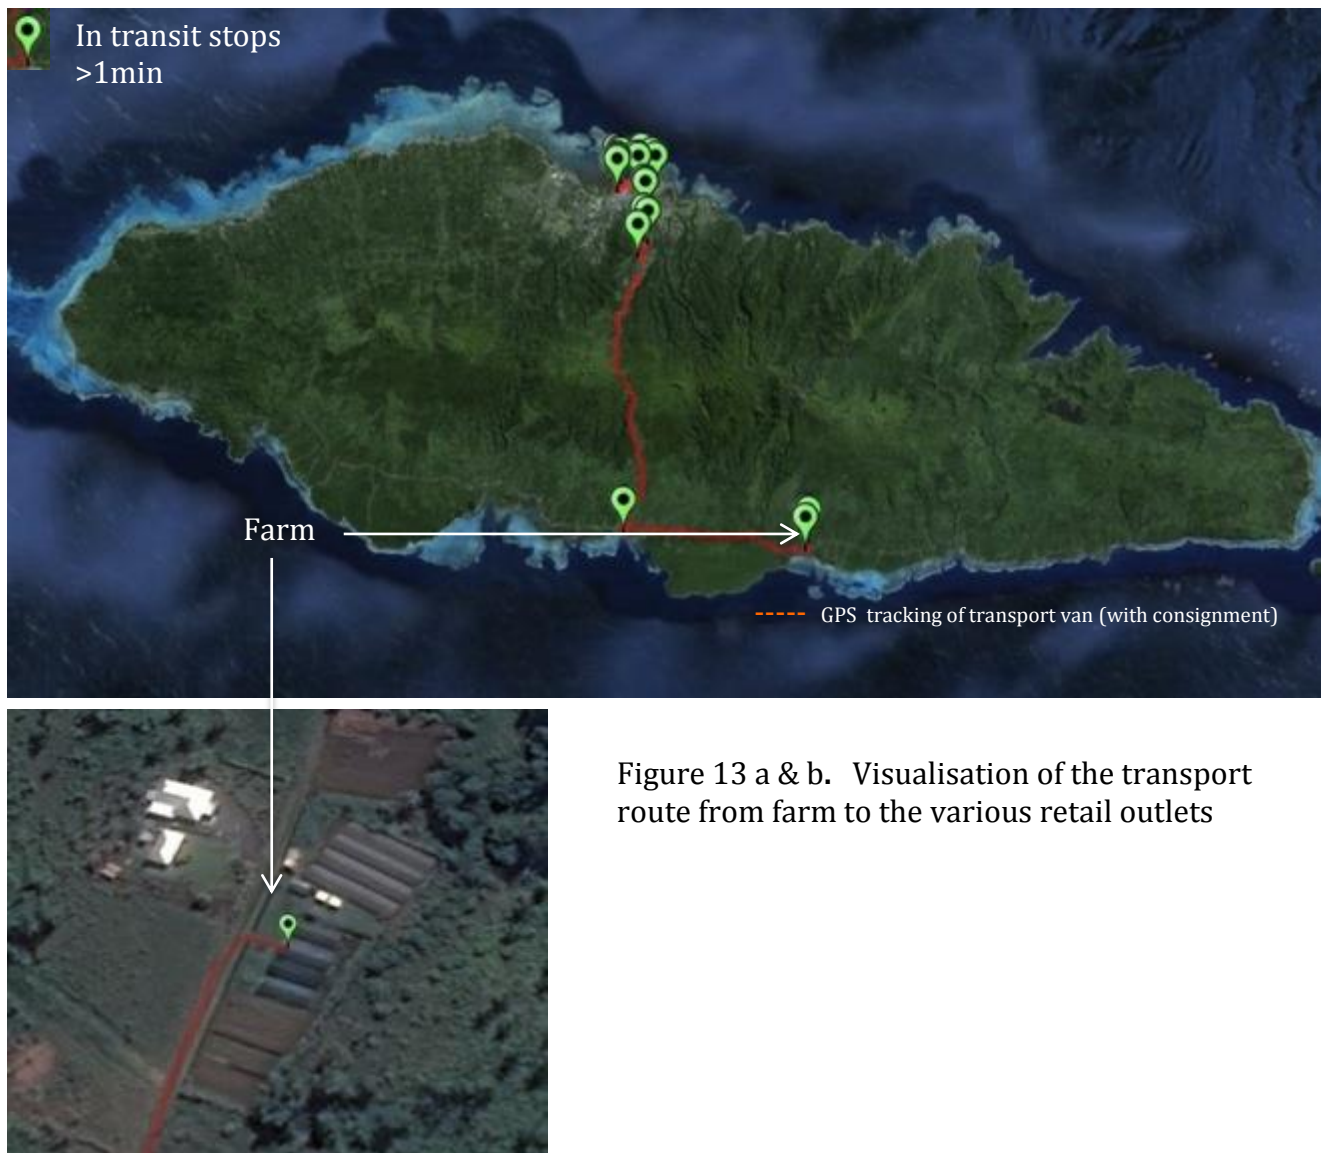 In transit stops
>1min
Farm
GPS tracking of transport van (with consignment)
Figure 13 a & b. Visualisation of the transport
route from farm to the various retail outlets